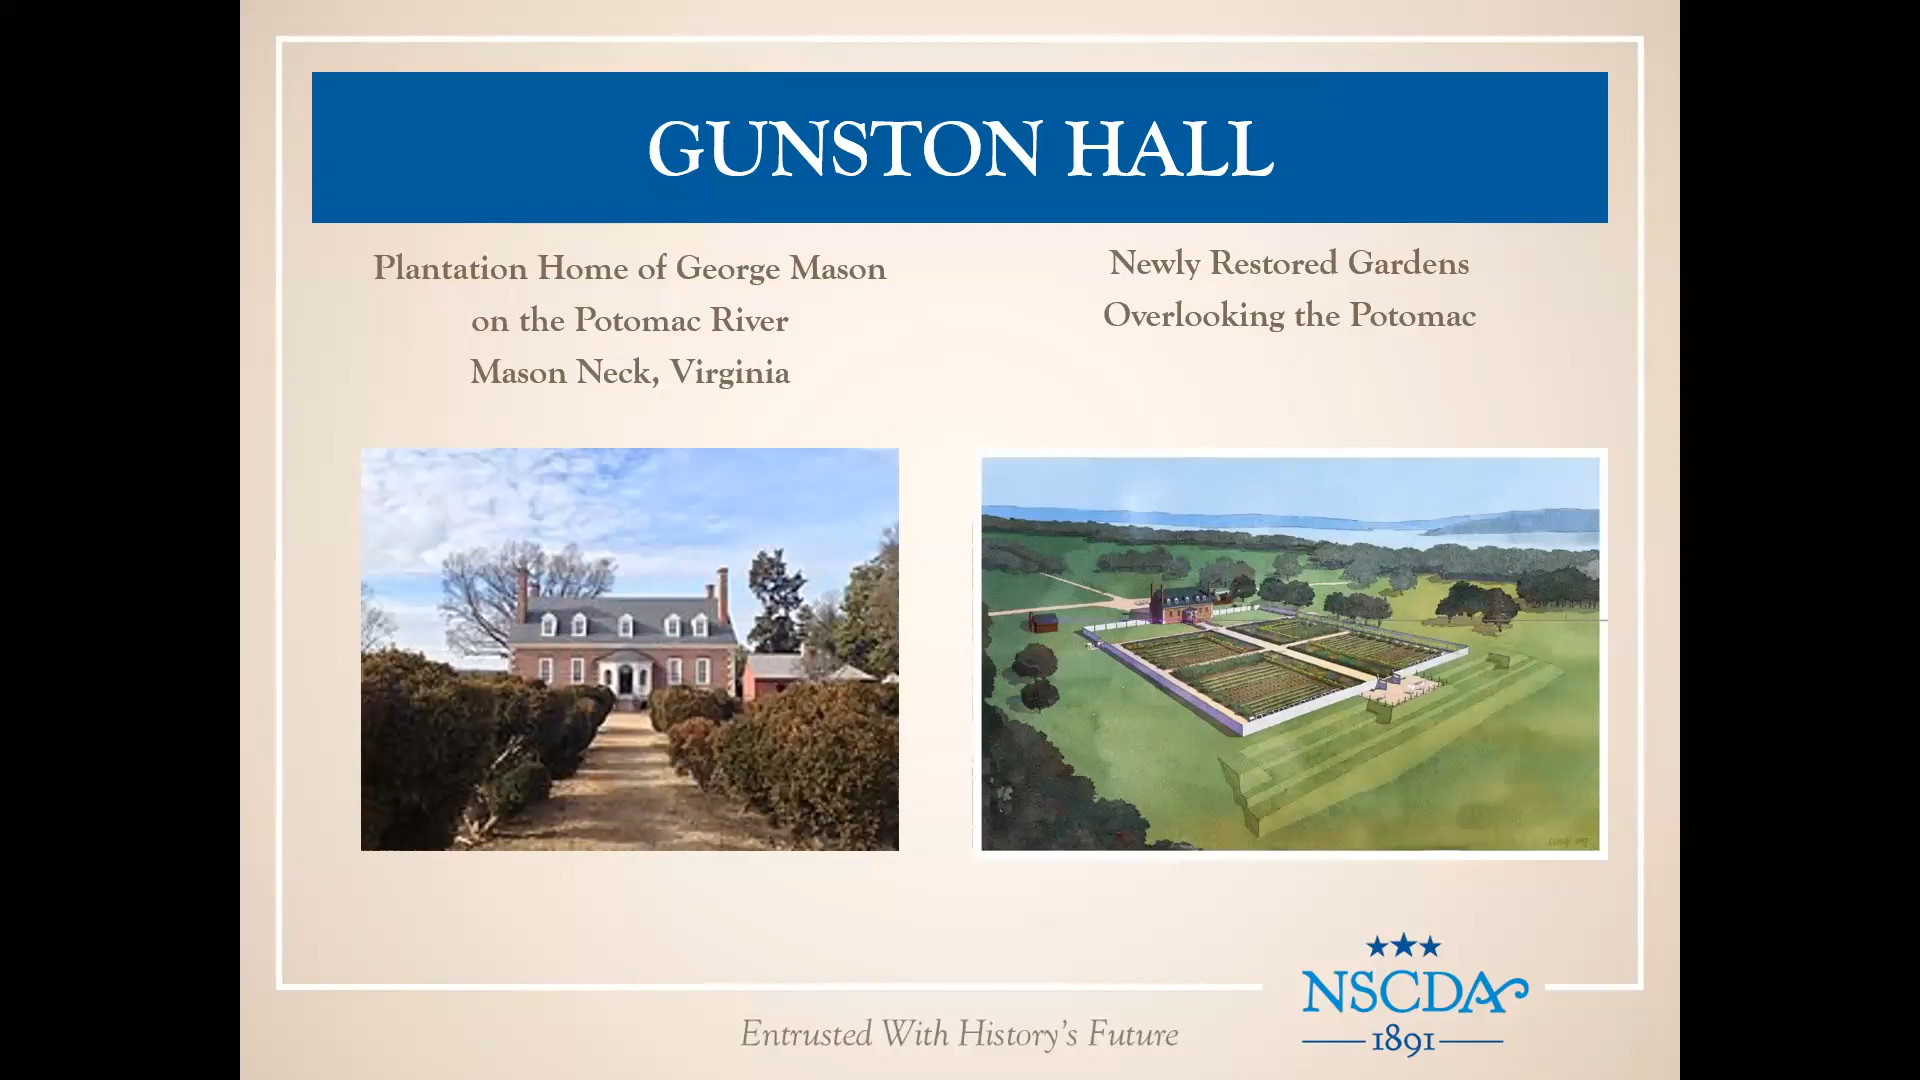 GUNSTON HALL
Plantation Home of George Mason
on the Potomac River
Mason Neck, Virginia
Newly Restored Gardens
Overlooking the Potomac
NSCDA
1891
Entrusted With History's Future